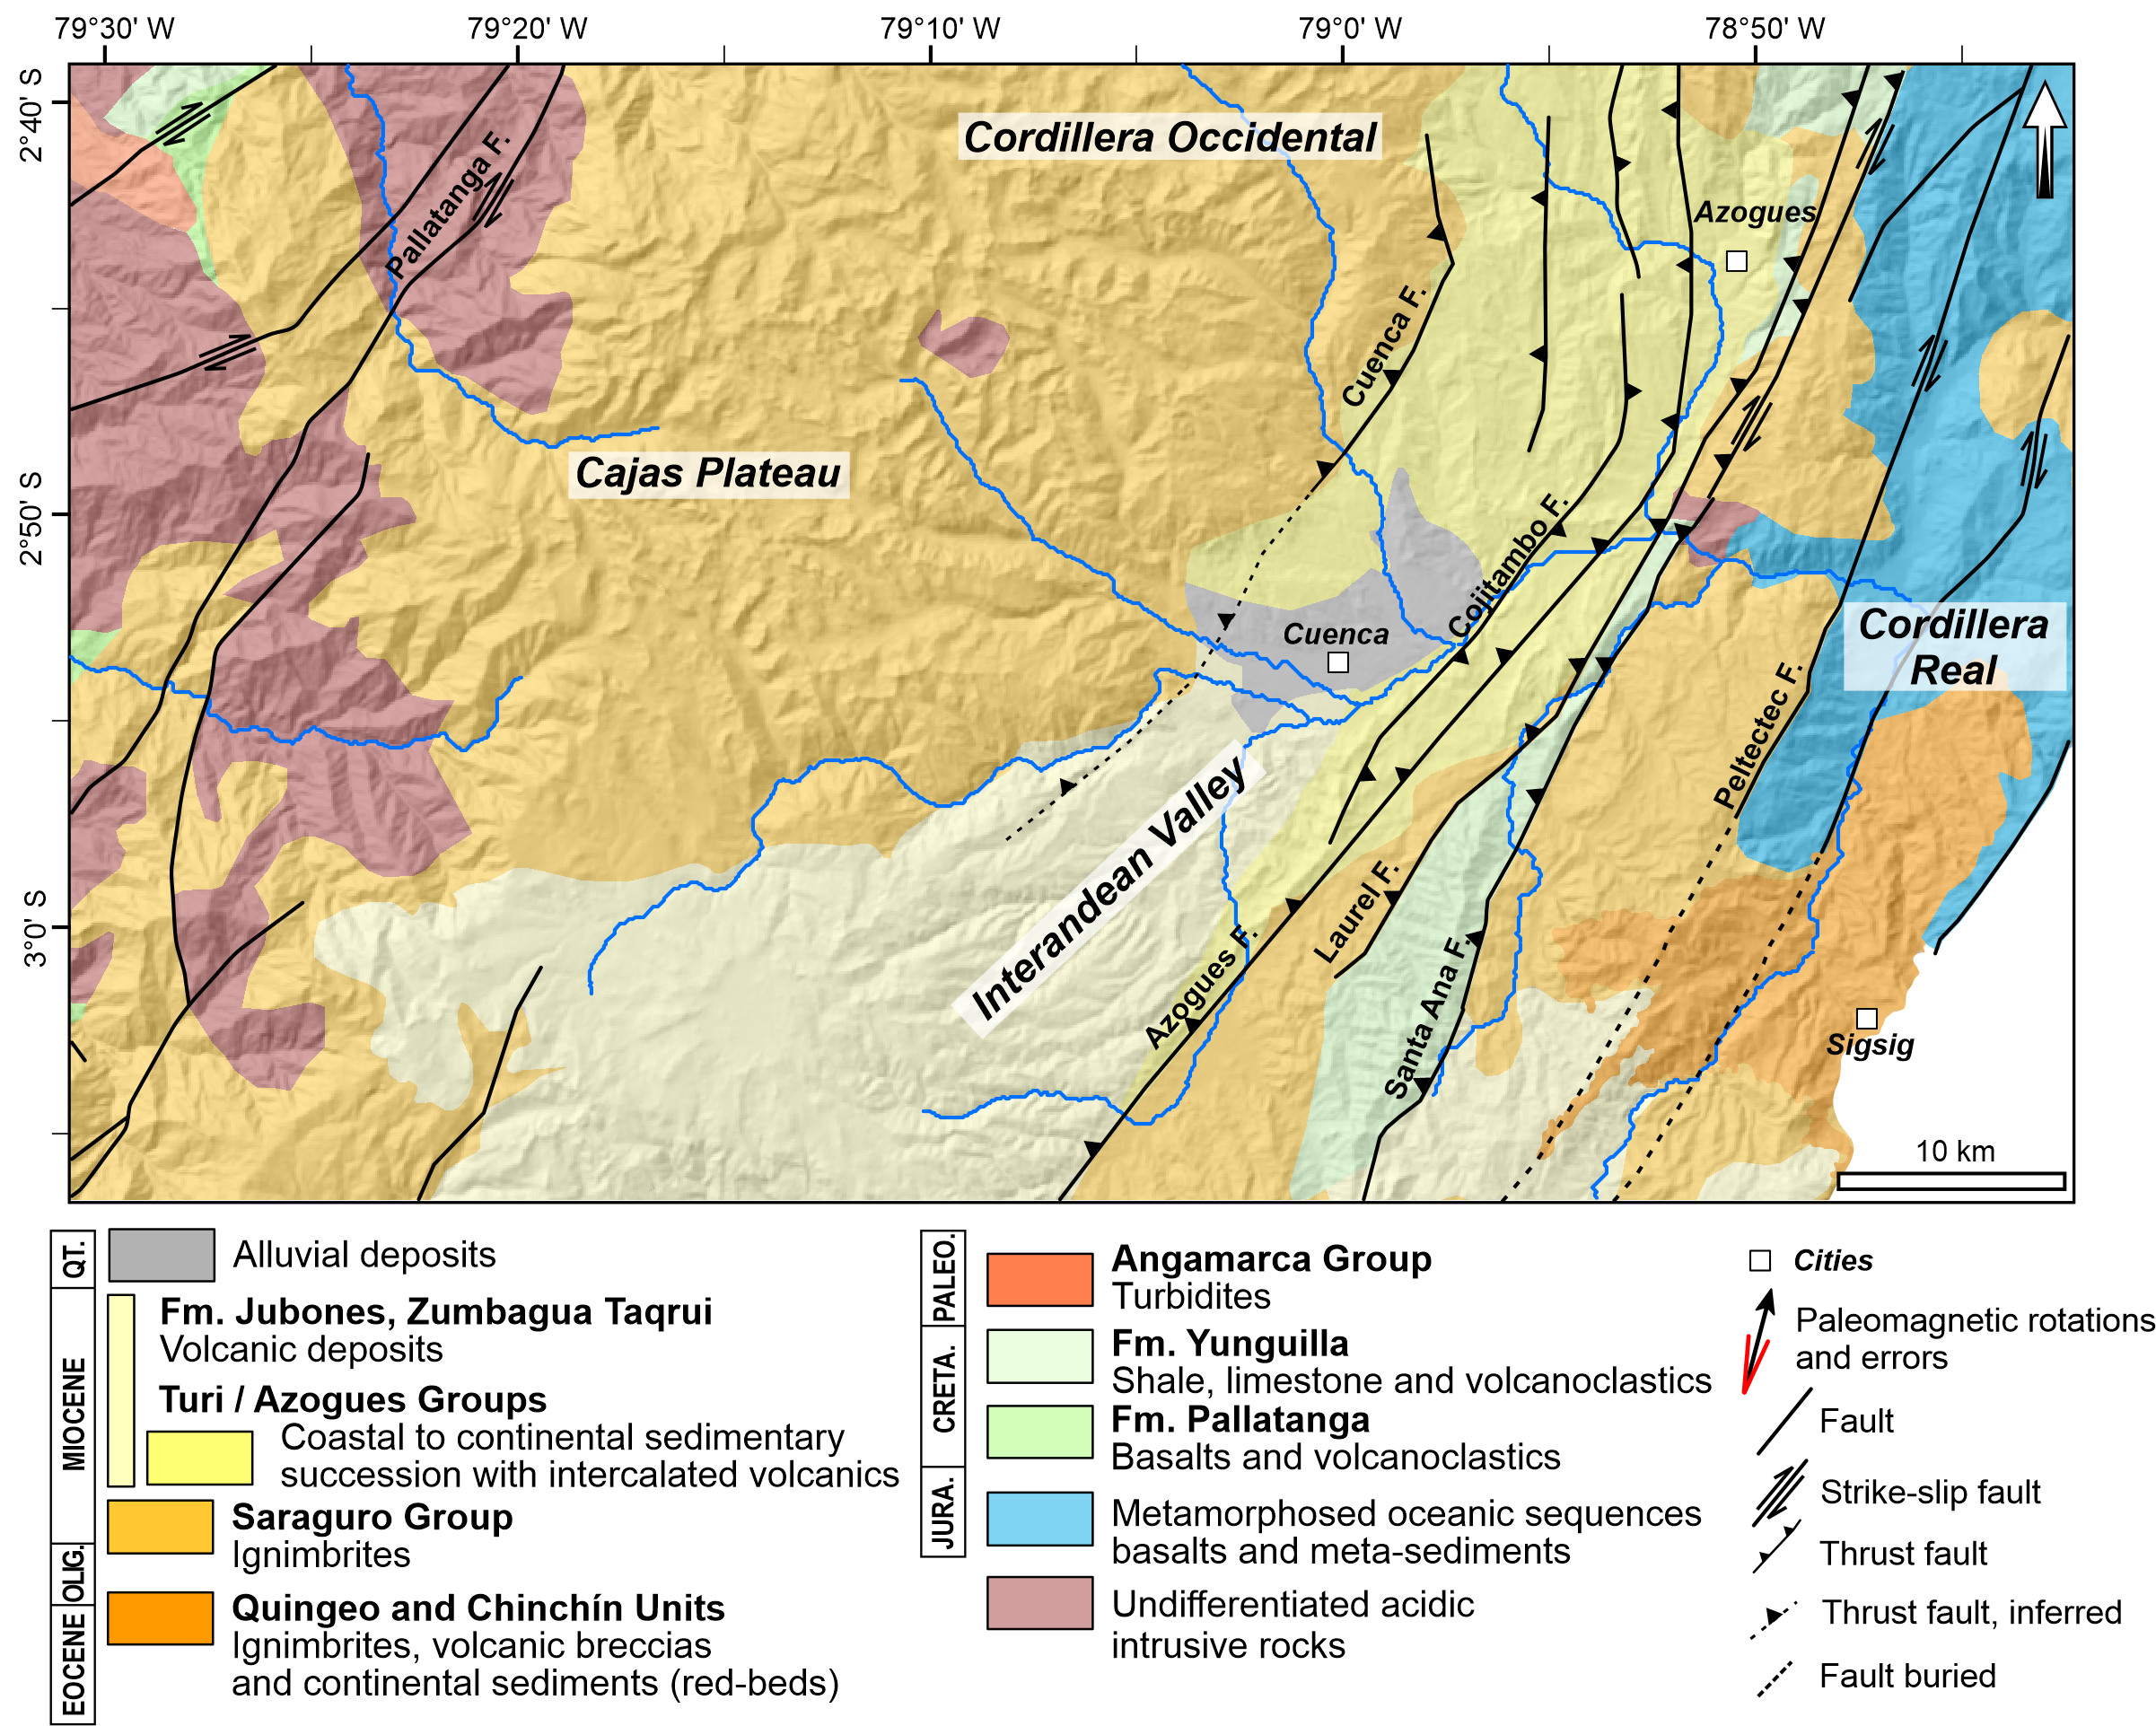 79°30' W
79°20' W
79°10' W
79°0' W
78°50' W
2°40' S
2°50' S
3°0' S
Cordillera Occidental
Pallatanga F.
Azogues
Cuenca F.
Cajas Plateau
Cojitambo F.
Cuenca
Cordillera
Real
Peltectec F.
Interandean Valley
Laurel F.
Azogues F.
Santa Ana F.
Sigsig
10 km
QT.
Alluvial deposits
MIOCENE
Fm. Jubones, Zumbagua Taqrui
Volcanic deposits
Turi / Azogues Groups
Coastal to continental sedimentary
succession with intercalated volcanics
Saraguro Group
Ignimbrites
OLIG.
EOCENE
Quingeo and Chinchín Units
Ignimbrites, volcanic breccias
and continental sediments (red-beds)
PALEO.
Angamarca Group
Turbidites
CRETA.
Fm. Yunguilla
Shale, limestone and volcanoclastics
Fm. Pallatanga
Basalts and volcanoclastics
JURA.
Metamorphosed oceanic sequences
basalts and meta-sediments
Undifferentiated acidic
intrusive rocks
Cities
Paleomagnetic rotations
and errors
Fault
Strike-slip fault
Thrust fault
Thrust fault, inferred
Fault buried